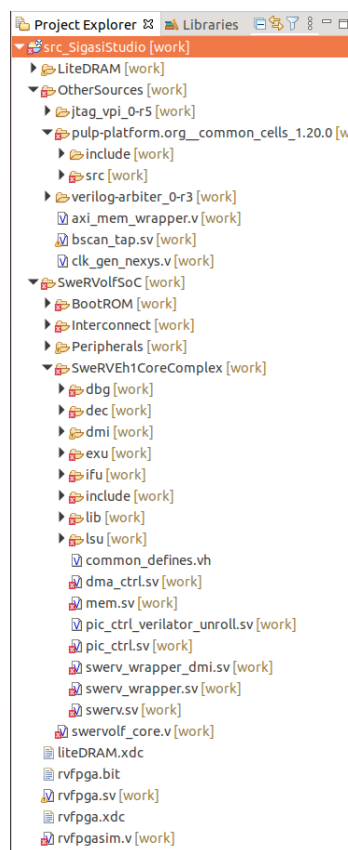 Project Explorer Libraries
src_SigasiStudio [work]
LiteDRAM [work]
OtherSources [work]
jtag_vpi_0-r5 [work]
pulp-platform.org__common_cells_1.20.0 [w
include [work]
src [work]
verilog-arbiter_0-r3 [work]
axi_mem_wrapper.v [work]
bscan_tap.sv [work]
clk_gen_nexys.v [work]
SweRVolfSoC [work]
BootROM [work]
Interconnect [work]
Peripherals [work]
SweRVEh1CoreComplex [work]
dbg [work]
dec [work]
dmi [work]
exu [work]
ifu [work]
include [work]
lib [work]
lsu [work]
common_defines.vh
dma_ctrl.sv [work]
mem.sv [work]
pic_ctrl_verilator_unroll.sv [work]
pic_ctrl.sv [work]
swerv_wrapper_dmi.sv [work]
swerv_wrapper.sv [work]
swerv.sv [work]
swervolf_core.v [work]
liteDRAM.xdc
rvfpga.bit
rvfpga.sv [work]
rvfpga.xdc
rvfpgasim.v [work]